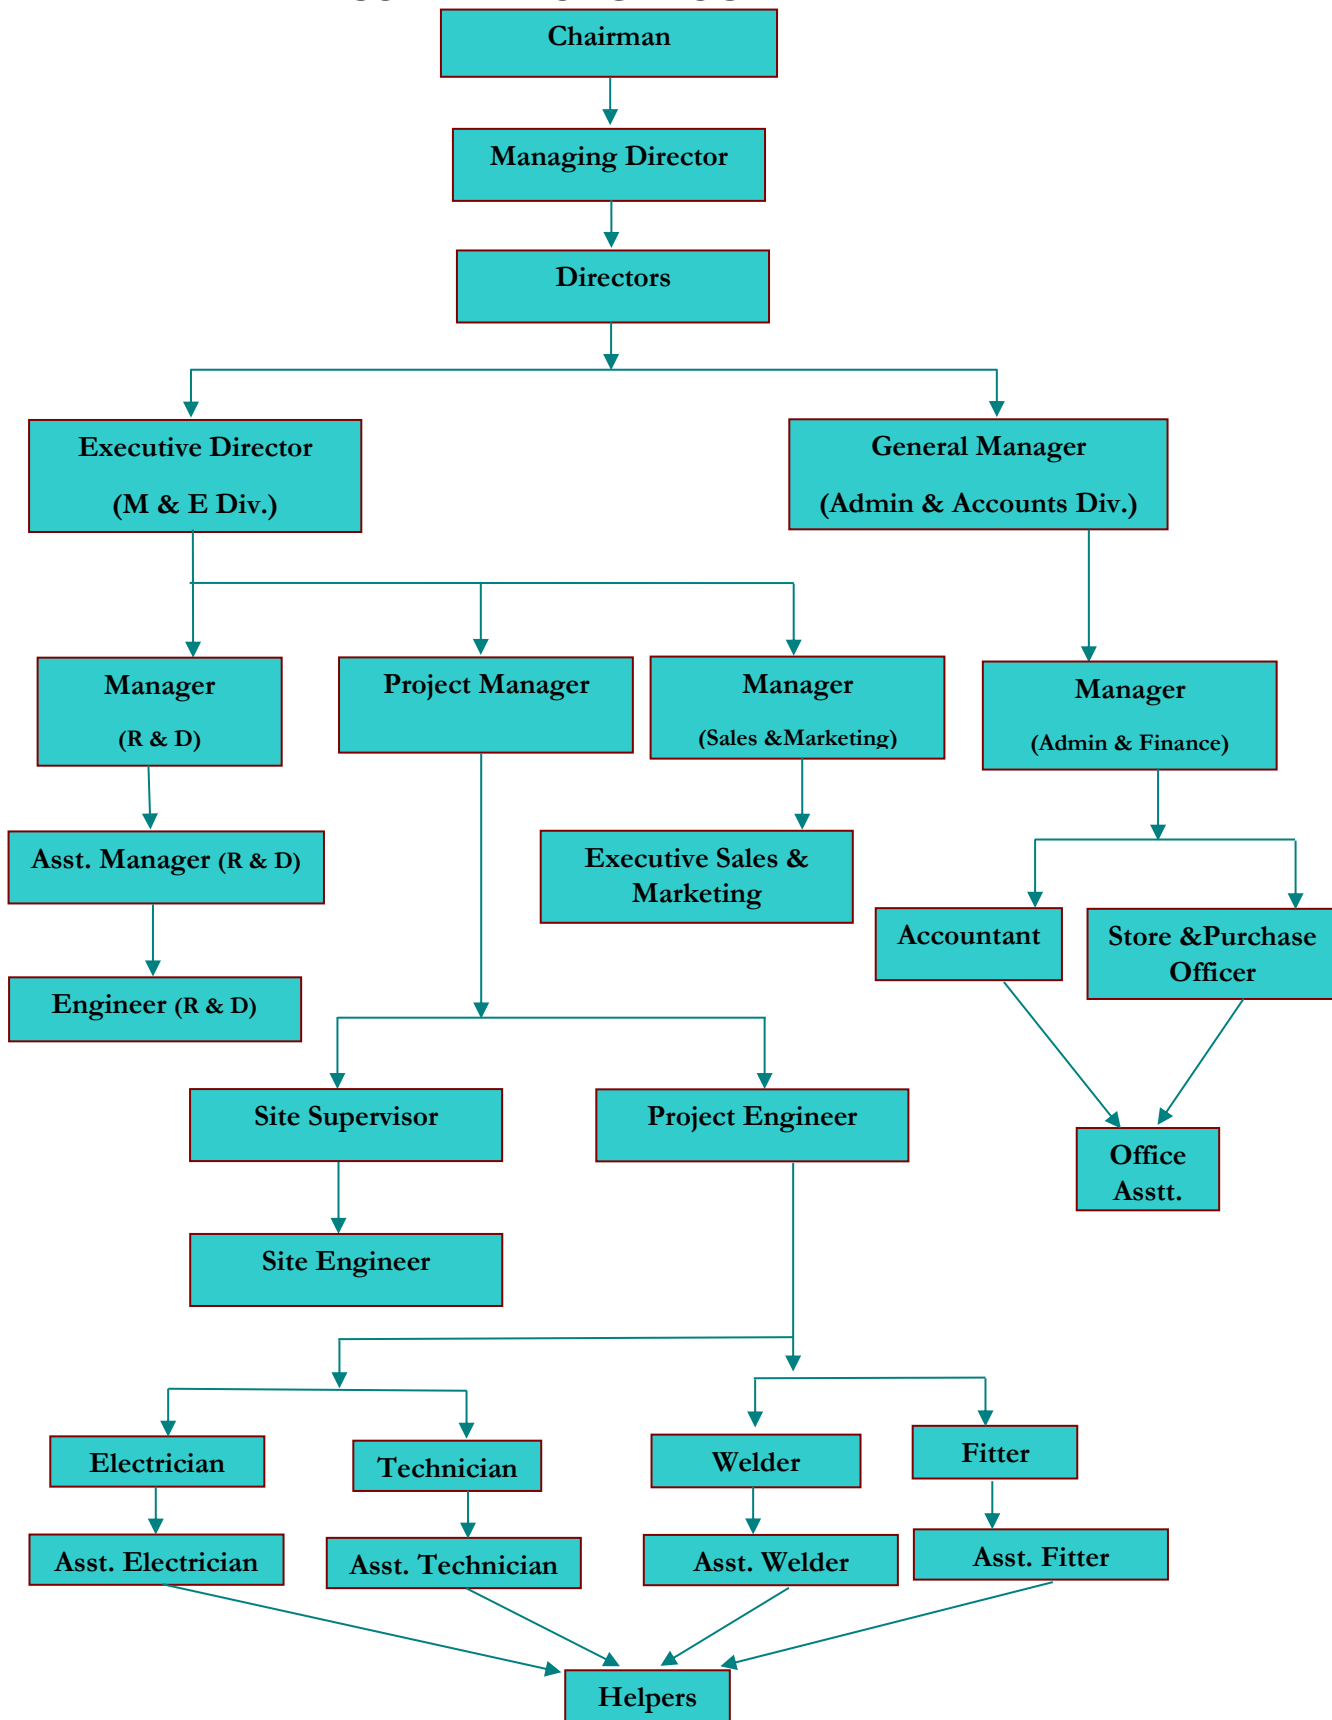 Chairman
Managing Director
Directors
Executive Director
(M & E Div.)
General Manager
(Admin & Accounts Div.)
Manager
(R & D)
Project Manager
Manager
(Sales &Marketing)
Manager
(Admin & Finance)
Asst. Manager (R & D)
Executive Sales &
Marketing
Accountant
Store &Purchase
Officer
Engineer (R & D)
Site Supervisor
Project Engineer
Office
Asstt.
Site Engineer
Electrician
Technician
Welder
Fitter
Asst. Electrician
Asst. Technician
Asst. Welder
Asst. Fitter
Helpers